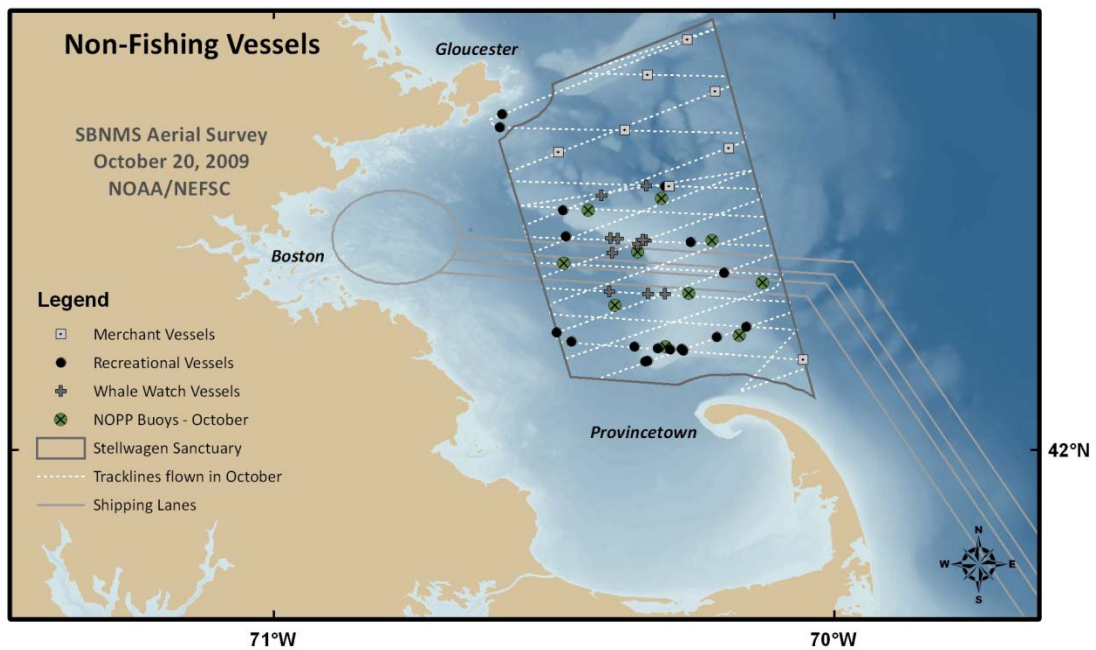 Non-Fishing Vessels
Gloucester
SBNMS Aerial Survey
October 20, 2009
NOAA/NEFSC
Boston
Legend
Merchant Vessels
Recreational Vessels
Whale Watch Vessels
NOPP Buoys - October
Stellwagen Sanctuary
Tracklines flown in October
Shipping Lanes
Provincetown
42°N
N
W
E
S
71°W
70°W